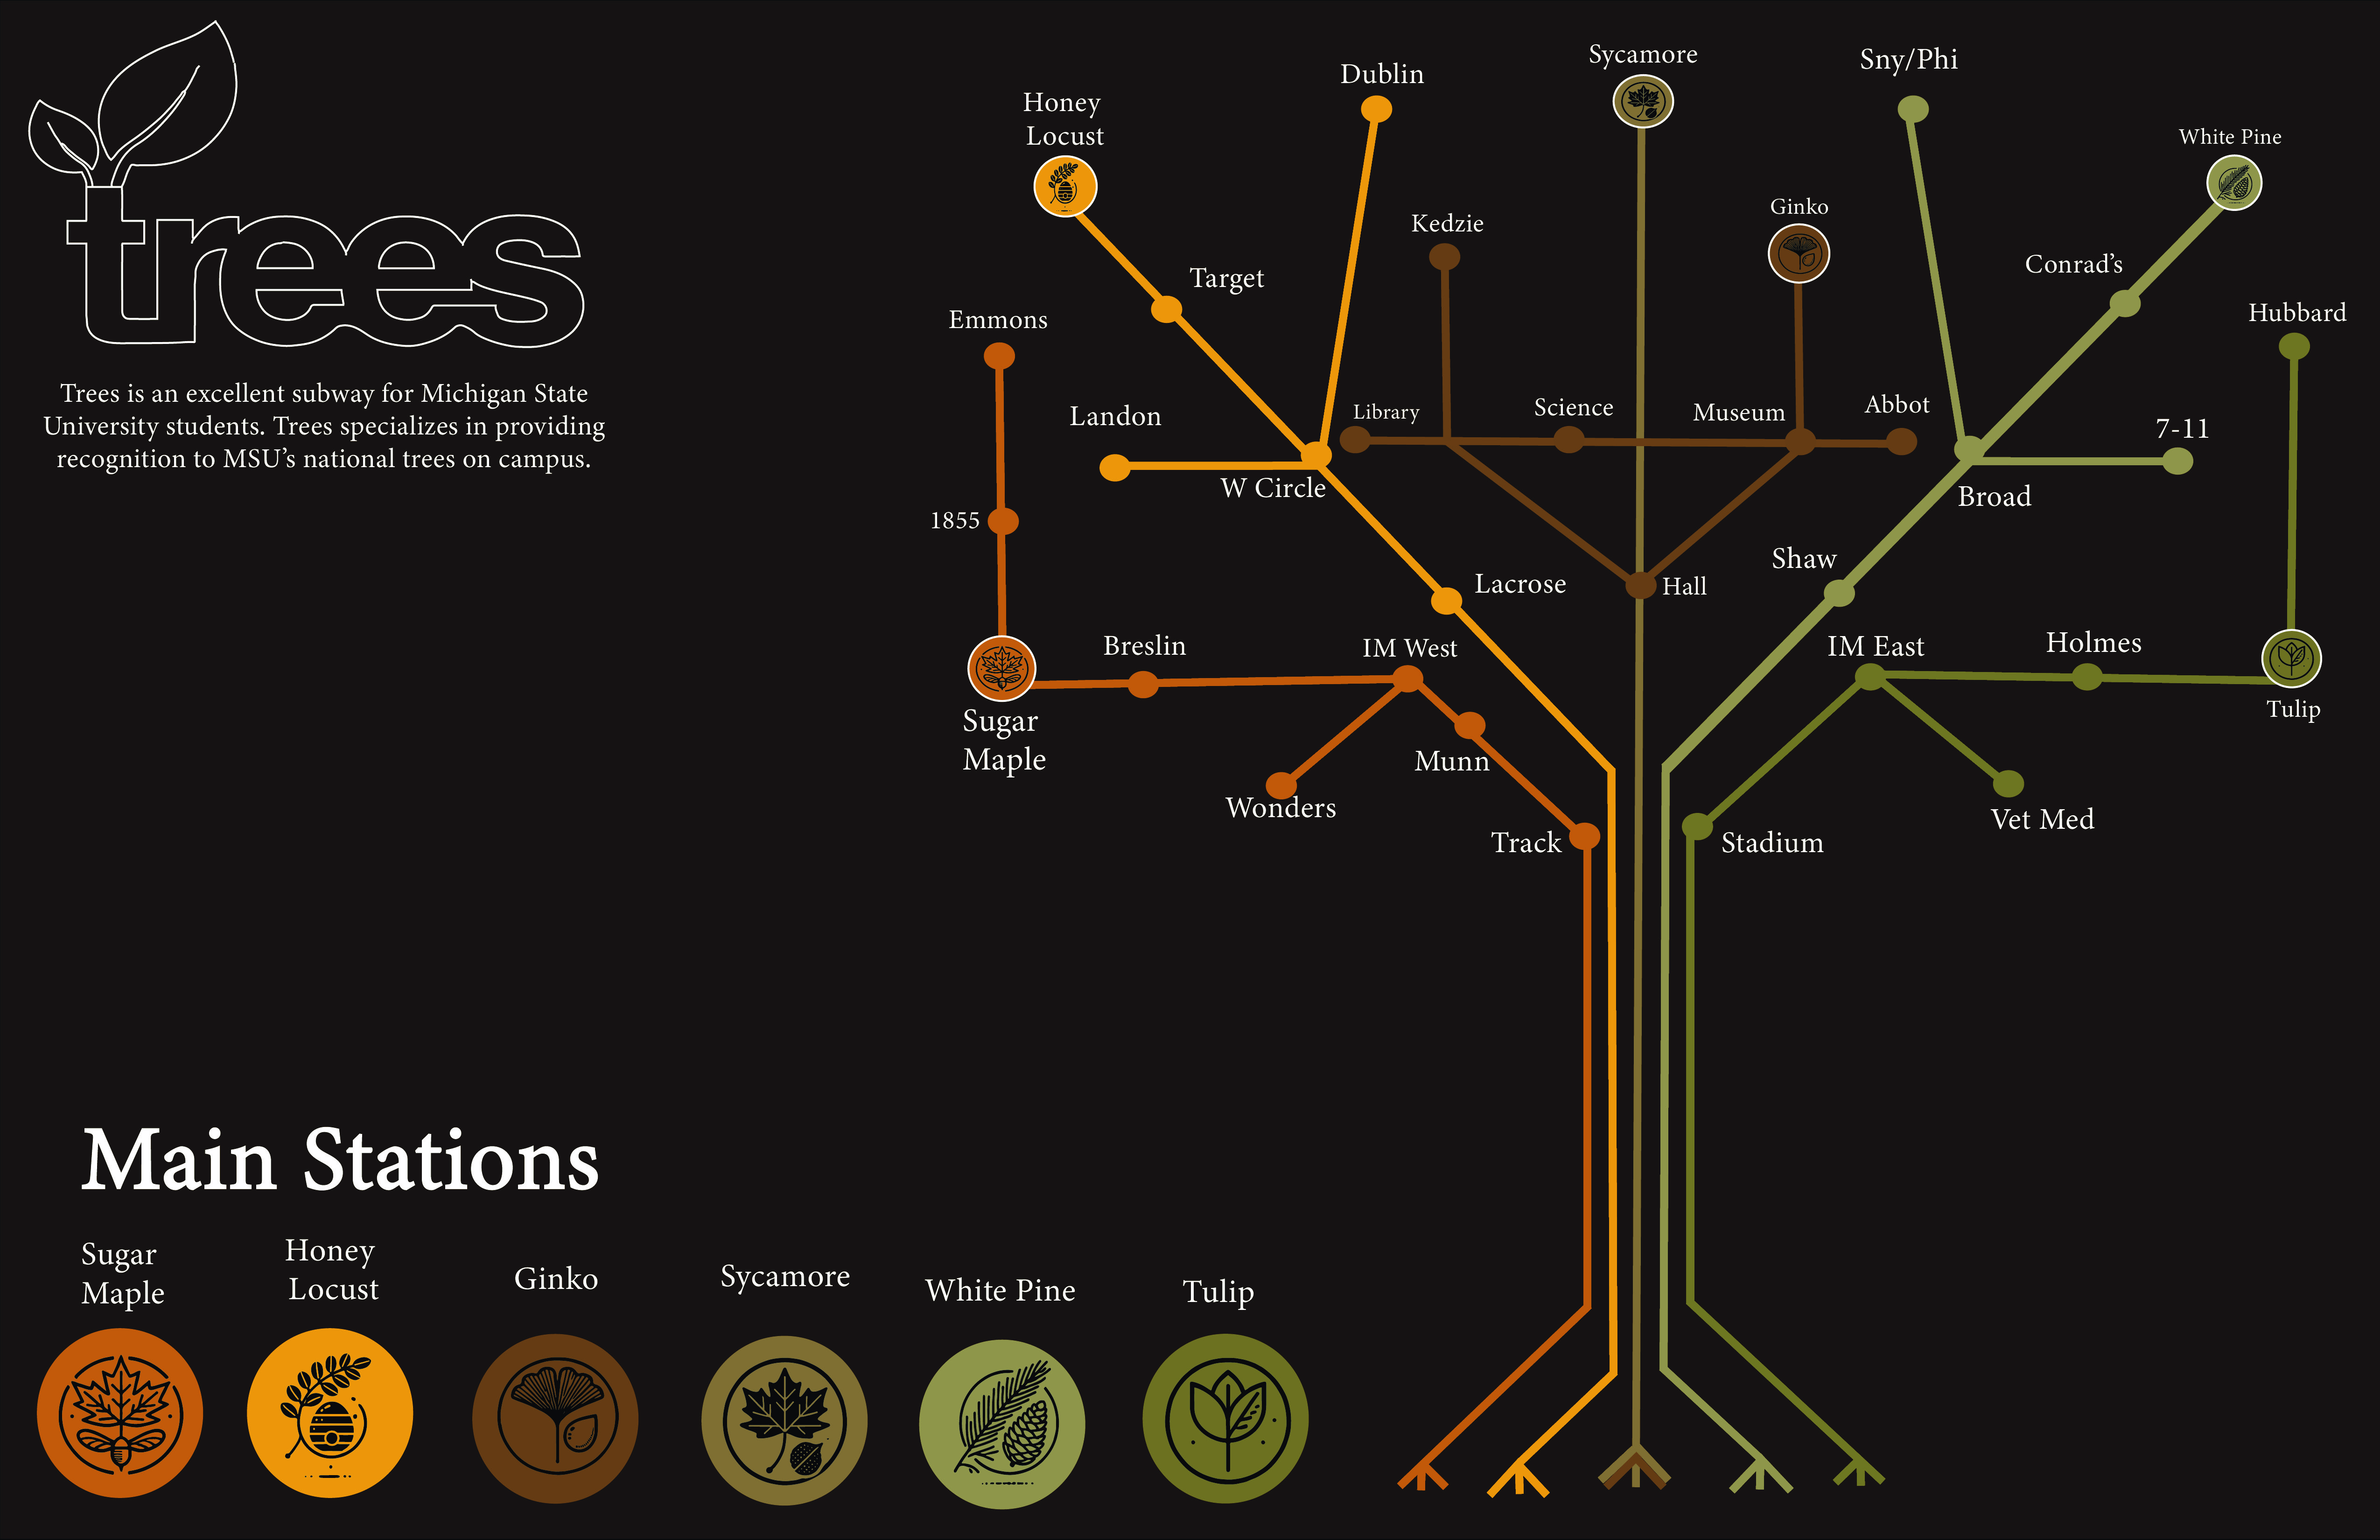 trees
Trees is an excellent subway for Michigan State
University students. Trees specializes in providing
recognition to MSU's national trees on campus.
Sycamore
Sny/Phi
Dublin
Honey
Locust
White Pine
Ginko
Kedzie
Conrad's
Target
Hubbard
Emmons
Landon
Library
Science
Museum
Abbot
7-11
W Circle
Broad
1855
Shaw
Lacrose
Hall
Breslin
IM West
IM East
Holmes
Sugar
Maple
Tulip
Munn
Wonders
Track
Stadium
Vet Med
Main Stations
Sugar
Maple
Honey
Locust
Ginko
Sycamore
White Pine
Tulip